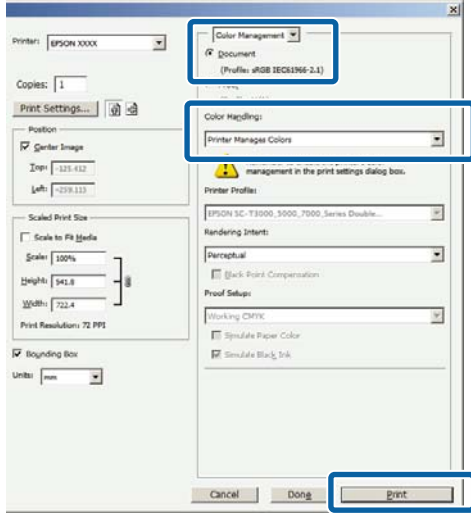 Printer: EPSON XXXX
Copies: 1
Print Settings...
Position
Center Image
Top: -125.412
Left: -259.113
Scaled Print Size
Scale to Fit Media
Scale: 100%
Height: 541.8
Width: 722.4
Print Resolution: 72 PPI
Bounding Box
Units: mm
Color Management
Document
(Profile: sRGB IEC61966-2.1)
Color Handling:
Printer Manages Colors
management in the print settings dialog box.
Printer Profile:
EPSON SC-T3000_5000_7000_Series Double...
Rendering Intent:
Perceptual
Black Point Compensation
Proof Setup:
Working CMYK
Simulate Paper Color
Simulate Black Ink
Cancel
Done
Print